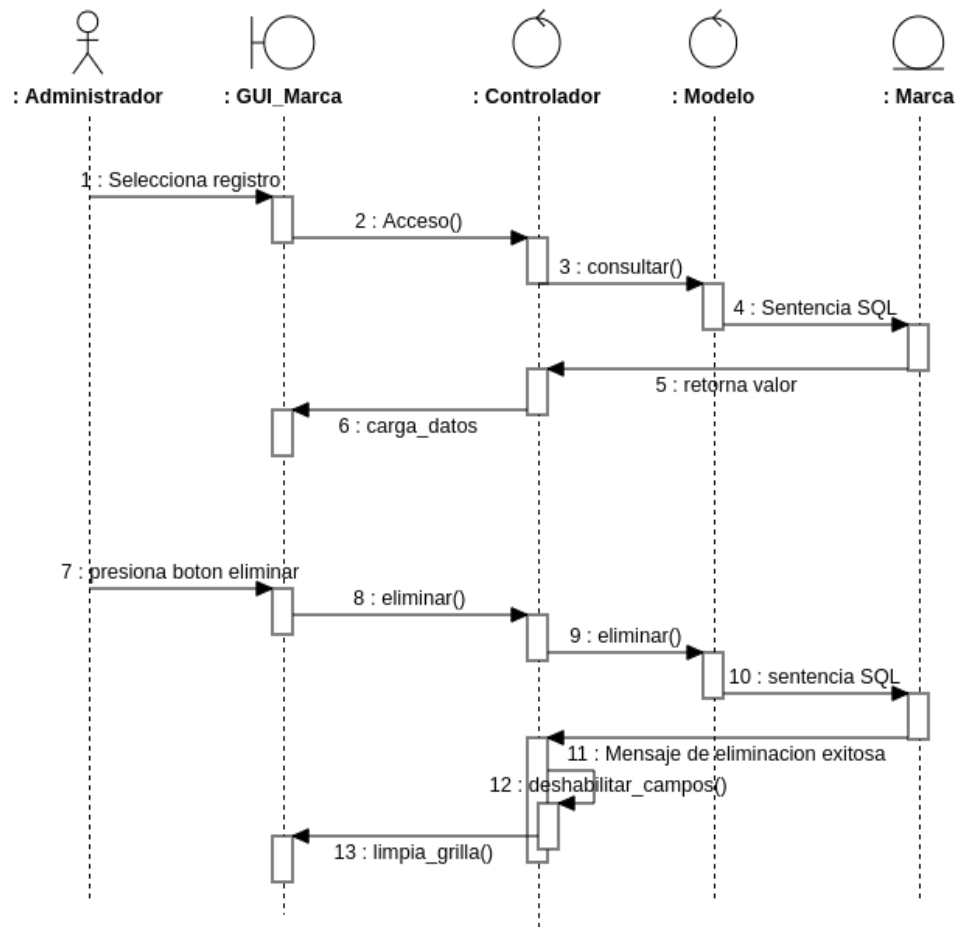 : Administrador
: GUI_Marca
: Controlador
: Modelo
: Marca
1 : Selecciona registro
2 : Acceso()
3 : consultar()
4 : Sentencia SQL
5 : retorna valor
6 : carga_datos
7 : presiona boton eliminar
8 : eliminar()
9 : eliminar()
10 : sentencia SQL
11 : Mensaje de eliminacion exitosa
12 : deshabilitar_campos()
13 : limpia_grilla()